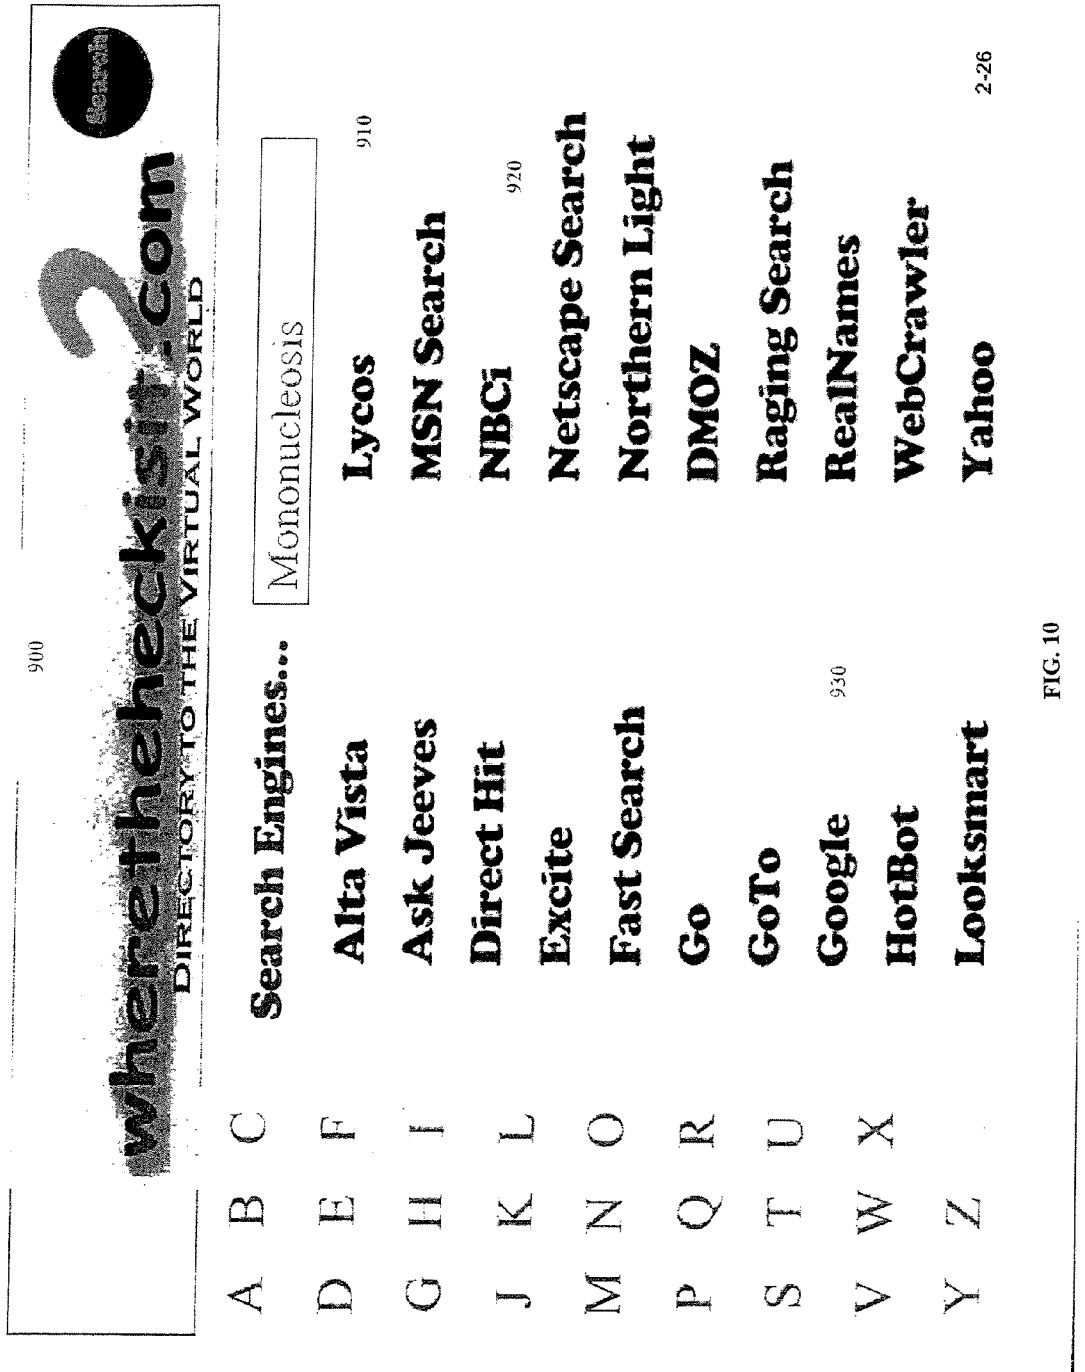 900
wheretheheckisit?.com
Search
DIRECTORY TO THE VIRTUAL WORLD
A B C
D E F
G H I
J K L
M N O
P Q R
S T U
V W X
Y Z
Search Engines...
Mononucleosis
910
Alta Vista
Lycos
Ask Jeeves
MSN Search
Direct Hit
NBCi
920
Excite
Netscape Search
Fast Search
Northern Light
Go
DMOZ
GoTo
Raging Search
Google
RealNames
930
HotBot
WebCrawler
Looksmart
Yahoo
2-26
FIG. 10